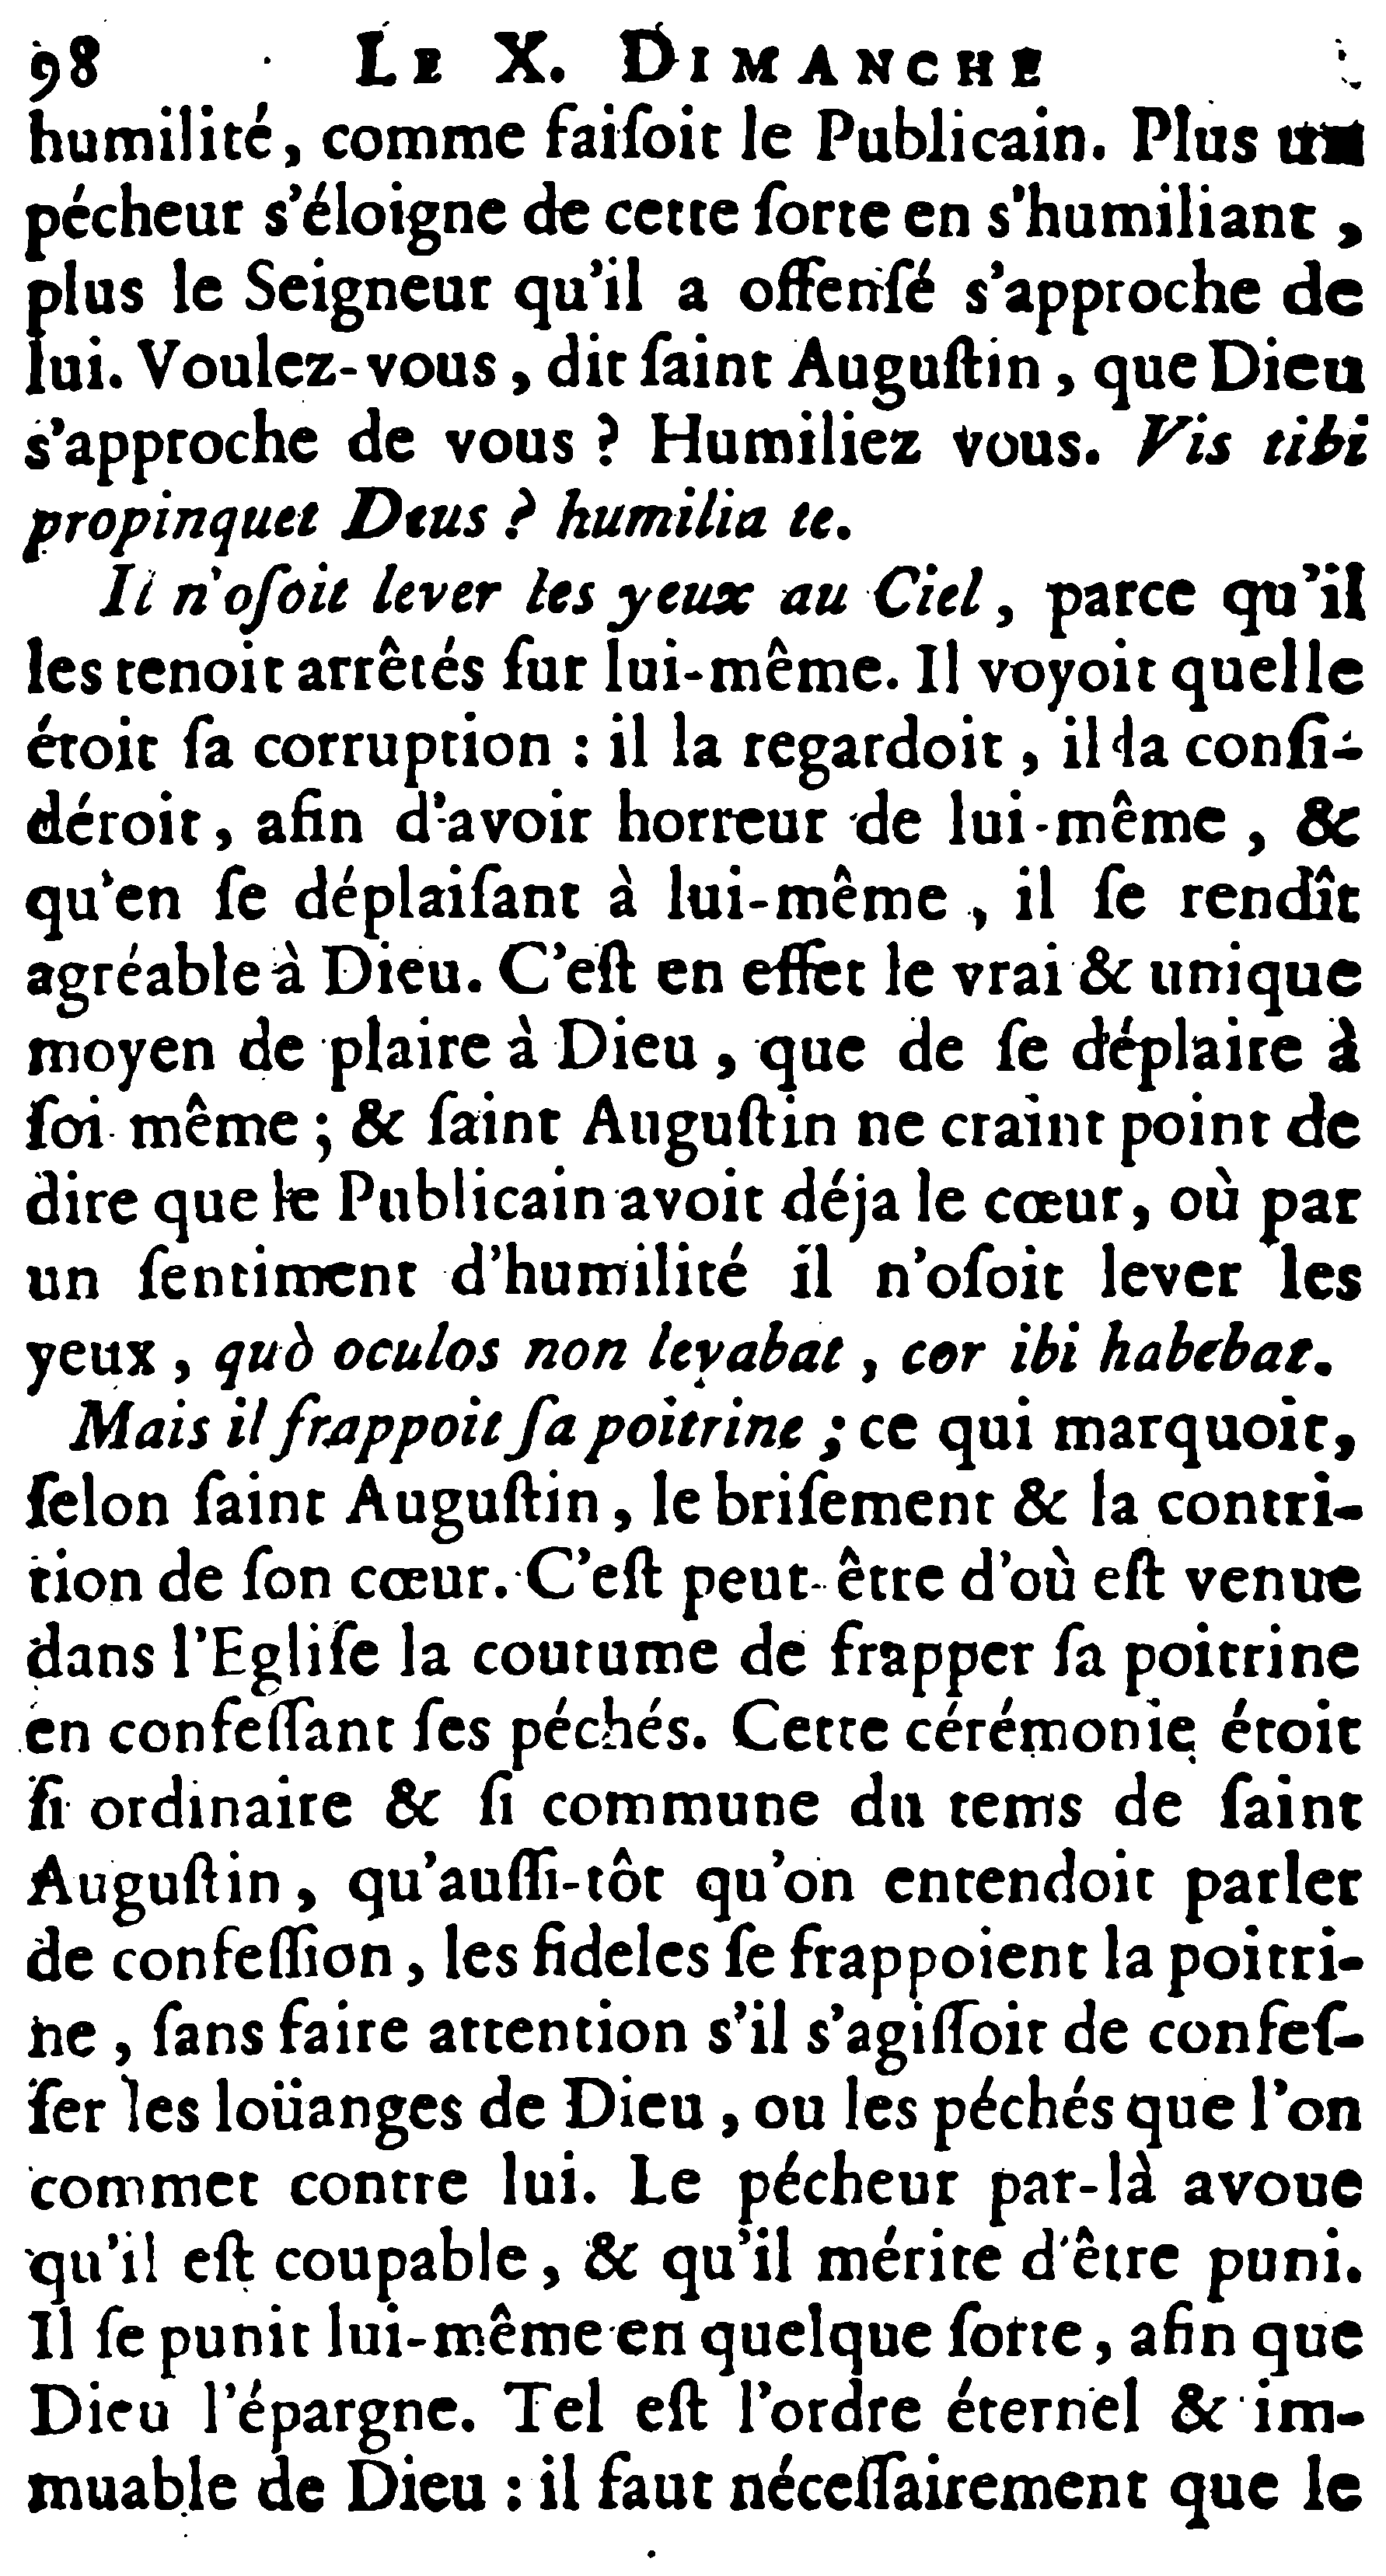 98 LE X. DIMANCHE
humilité, comme faiſoit le Publicain. Plus un
pécheur s'éloigne de cette ſorte en s'humiliant,
plus le Seigneur qu'il a offenſé s'approche de
lui. Voulez-vous, dit ſaint Auguſtin, que Dieu
s'approche de vous ? Humiliez vous. Vis tibi
propinquet Deus ? humilia te.
Il n'oſoit lever les yeux au Ciel, parce qu'il
les tenoit arrêtés ſur lui-même. Il voyoit quelle
étoit ſa corruption : il la regardoit, il la conſi-
déroit, afin d'avoir horreur de lui-même, &
qu'en ſe déplaiſant à lui-même, il ſe rendît
agréable à Dieu. C'eſt en effet le vrai & unique
moyen de plaire à Dieu, que de ſe déplaire à
ſoi même ; & ſaint Auguſtin ne craint point de
dire que le Publicain avoit déja le cœur, où par
un ſentiment d'humilité il n'oſoit lever les
yeux, quò oculos non levabat, cor ibi habebat.
Mais il frappoit ſa poitrine ; ce qui marquoit,
ſelon ſaint Auguſtin, le briſement & la contri-
tion de ſon cœur. C'eſt peut-être d'où eſt venue
dans l'Egliſe la coutume de frapper ſa poitrine
en confeſſant ſes péchés. Cette cérémonie étoit
ſi ordinaire & ſi commune du tems de ſaint
Auguſtin, qu'auſſi-tôt qu'on entendoit parler
de confeſſion, les fideles ſe frappoient la poitri-
ne, ſans faire attention s'il s'agiſſoit de confeſ-
ſer les loüanges de Dieu, ou les péchés que l'on
commet contre lui. Le pécheur par-là avoue
qu'il eſt coupable, & qu'il mérite d'être puni.
Il ſe punit lui-même en quelque ſorte, afin que
Dieu l'épargne. Tel eſt l'ordre éternel & im-
muable de Dieu : il faut néceſſairement que le